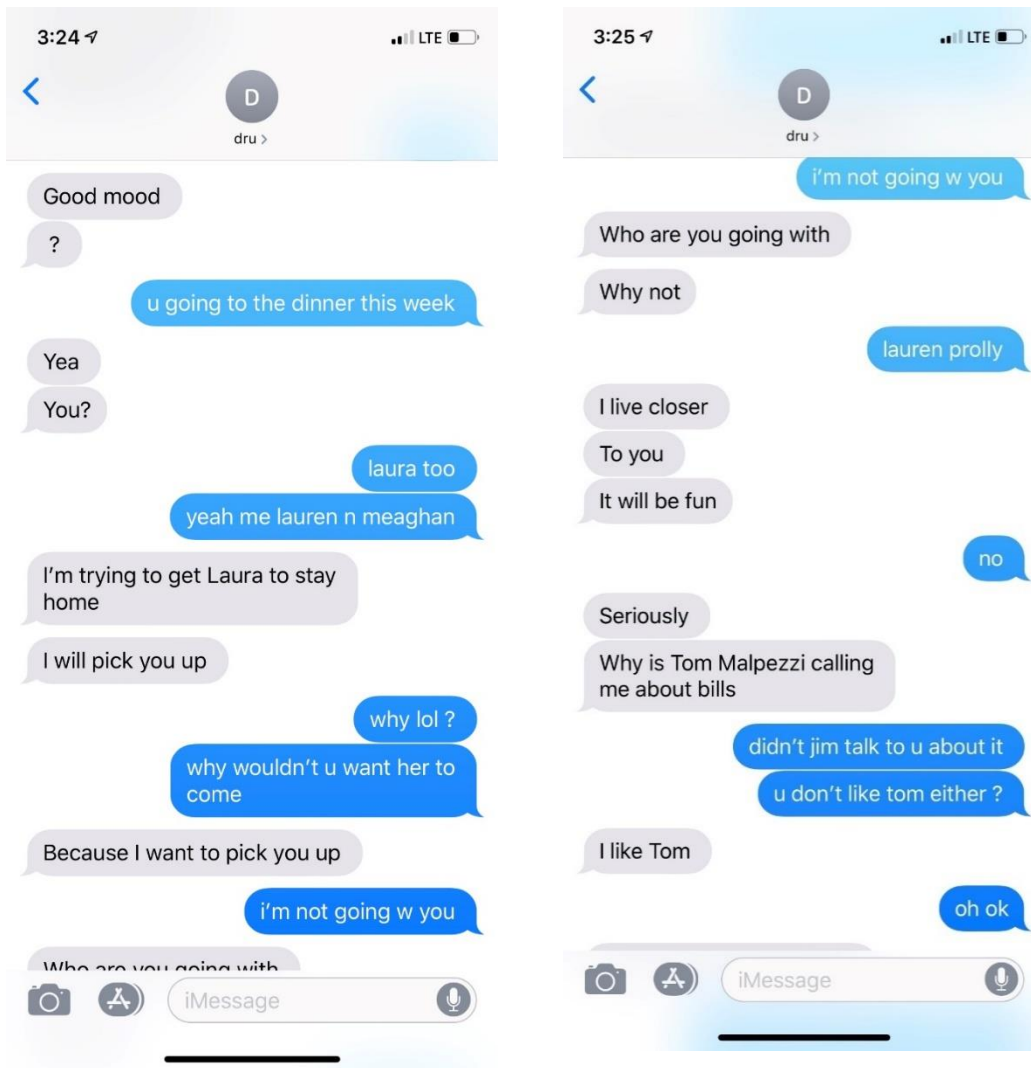 3:24
LTE
D
dru >
Good mood
?
u going to the dinner this week
Yea
You?
laura too
yeah me lauren n meaghan
I'm trying to get Laura to stay
home
I will pick you up
why lol ?
why wouldn't u want her to
come
Because I want to pick you up
i'm not going w you
Who are you going with
iMessage
3:25
LTE
D
dru >
i'm not going w you
Who are you going with
Why not
lauren prolly
I live closer
To you
It will be fun
no
Seriously
Why is Tom Malpezzi calling
me about bills
didn't jim talk to u about it
u don't like tom either ?
I like Tom
oh ok
iMessage